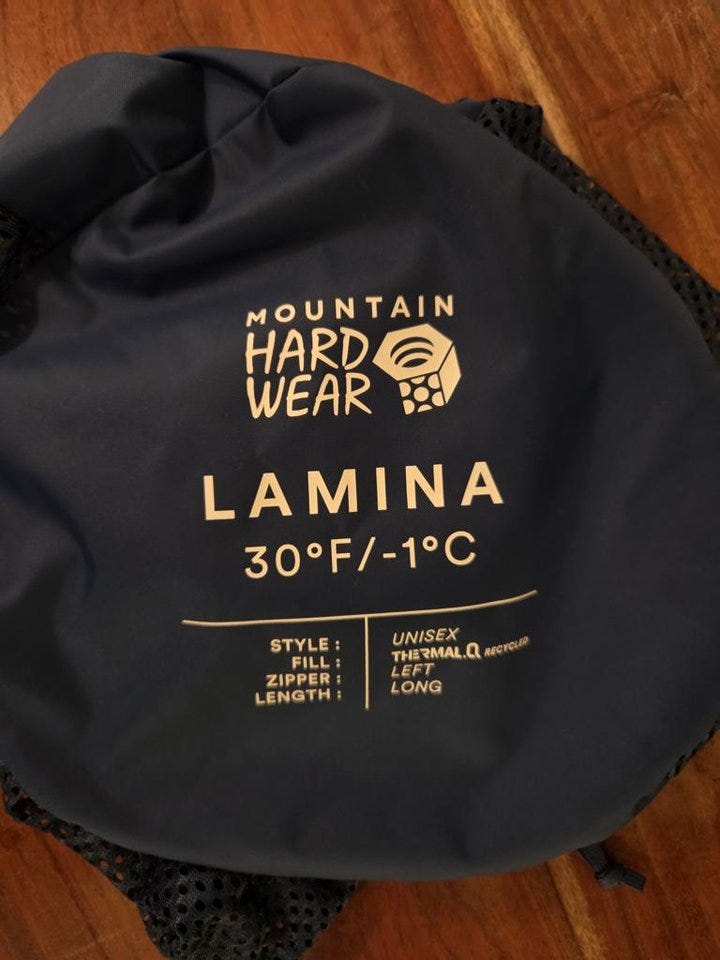 MOUNTAIN
HARD
WEAR
LAMINA
30°F/-1°C
STYLE : UNISEX
FILL : THERMAL.Q RECYCLED
ZIPPER : LEFT
LENGTH : LONG